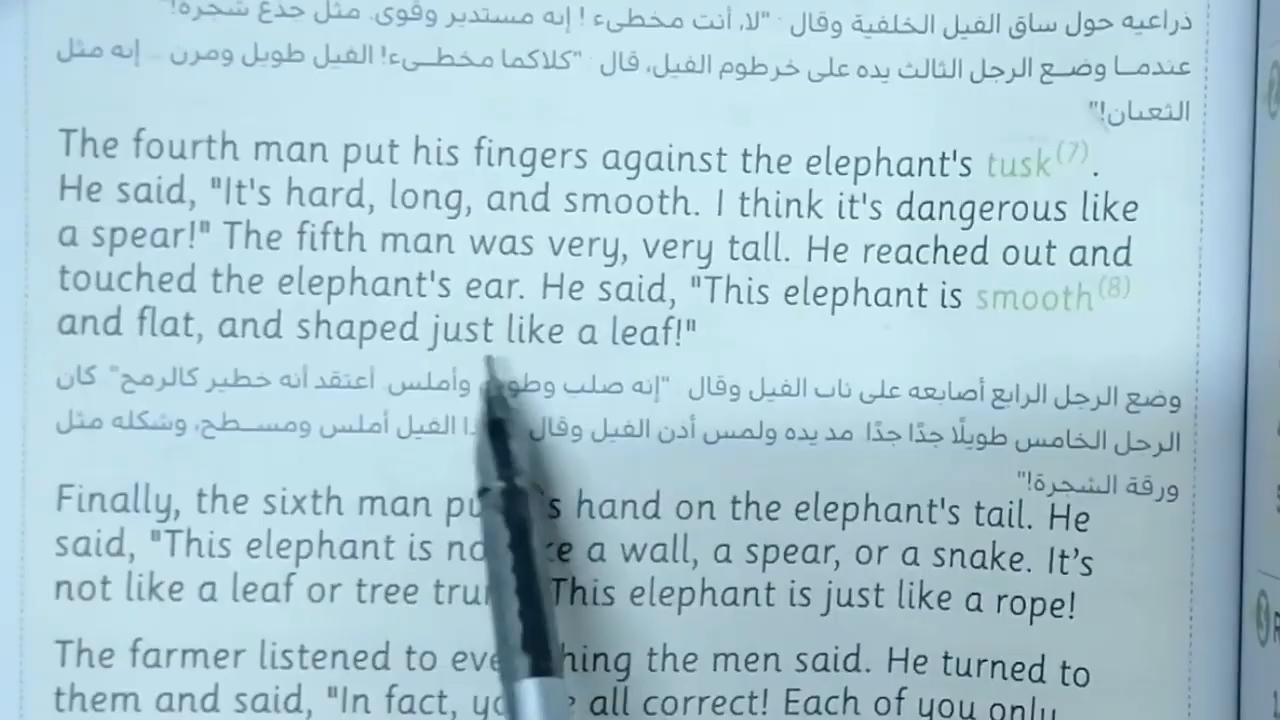 ذراعيه حول ساق الفيل الخلفية وقال "لا، أنت مخطىء ! إنه مستدير وقوى. مثل جذع شجرة!"
عندما وضع الرجل الثالث يده على خرطوم الفيل، قال "كلاكما مخطىء! الفيل طويل ومرن .. إنه مثل
الثعبان!"
The fourth man put his fingers against the elephant's tusk(7).
He said, "It's hard, long, and smooth. I think it's dangerous like
a spear!" The fifth man was very, very tall. He reached out and
touched the elephant's ear. He said, "This elephant is smooth(8)
and flat, and shaped just like a leaf!"
وضع الرجل الرابع أصابعه على ناب الفيل وقال "إنه صلب وأملس أعتقد أنه خطير كالرمح" كان
الرجل الخامس طويلًا جدًا جدًا مد يده ولمس أذن الفيل وقال الفيل أملس ومسطح، وشكله مثل
ورقة الشجرة!"
Finally, the sixth man hand on the elephant's tail. He
said, "This elephant is a wall, a spear, or a snake. It's
not like a leaf or tree This elephant is just like a rope!
The farmer listened to the men said. He turned to
them and said, "In fact, all correct! Each of you only